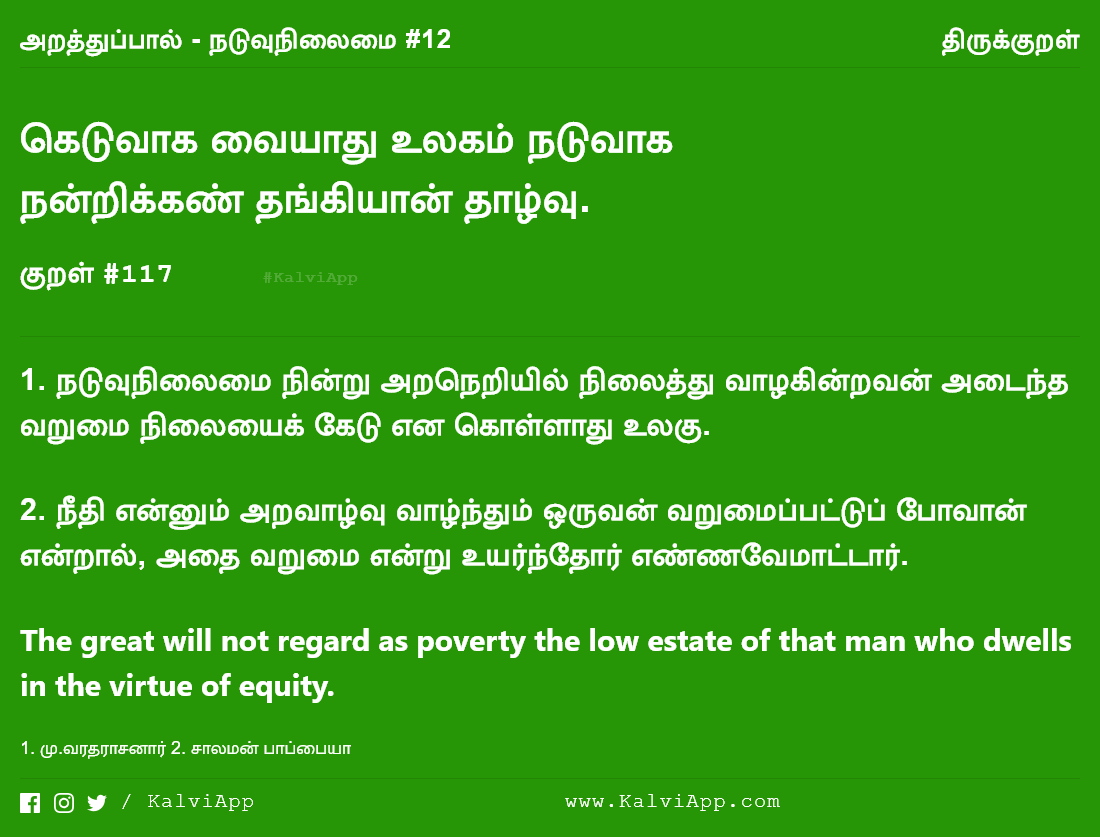 அறத்துப்பால் - நடுவுநிலைமை #12
திருக்குறள்
கெடுவாக வையாது உலகம் நடுவாக
நன்றிக்கண் தங்கியான் தாழ்வு.
குறள் #117
#KalviApp
1. நடுவுநிலைமை நின்று அறநெறியில் நிலைத்து வாழகின்றவன் அடைந்த
வறுமை நிலையைக் கேடு என கொள்ளாது உலகு.
2. நீதி என்னும் அறவாழ்வு வாழ்ந்தும் ஒருவன் வறுமைப்பட்டுப் போவான்
என்றால், அதை வறுமை என்று உயர்ந்தோர் எண்ணவேமாட்டார்.
The great will not regard as poverty the low estate of that man who dwells
in the virtue of equity.
1. மு.வரதராசனார் 2. சாலமன் பாப்பையா
/ KalviApp
www.KalviApp.com